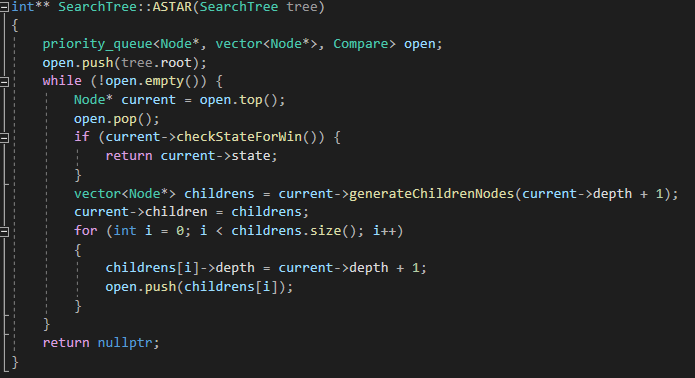 int** SearchTree::ASTAR(SearchTree tree)
{
    priority_queue<Node*, vector<Node*>, Compare> open;
    open.push(tree.root);
    while (!open.empty()) {
        Node* current = open.top();
        open.pop();
        if (current->checkStateForWin()) {
            return current->state;
        }
        vector<Node*> childrens = current->generateChildrenNodes(current->depth + 1);
        current->children = childrens;
        for (int i = 0; i < childrens.size(); i++)
        {
            childrens[i]->depth = current->depth + 1;
            open.push(childrens[i]);
        }
    }
    return nullptr;
}